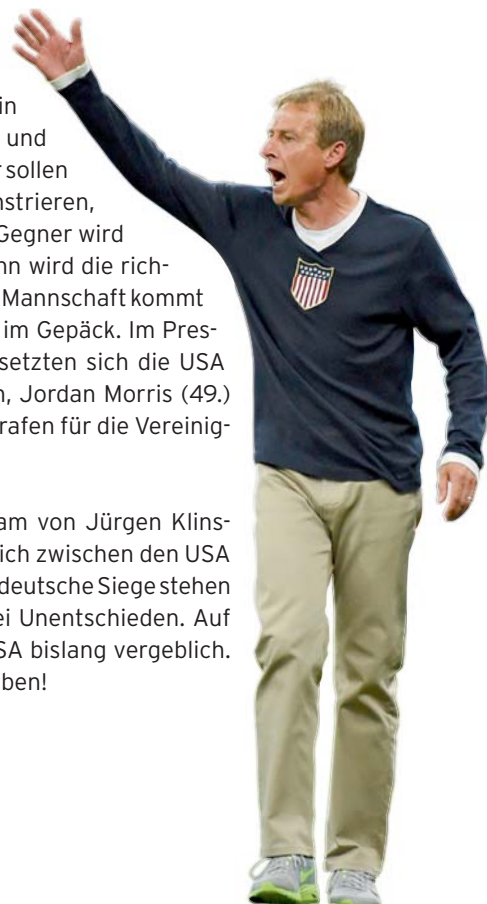 in
und
r sollen
nstrieren,
Gegner wird
nn wird die rich-
Mannschaft kommt
im Gepäck. Im Pres-
setzten sich die USA
n, Jordan Morris (49.)
rafen für die Vereinig-
am von Jürgen Klins-
ich zwischen den USA
deutsche Siege stehen
ei Unentschieden. Auf
SA bislang vergeblich.
ben!